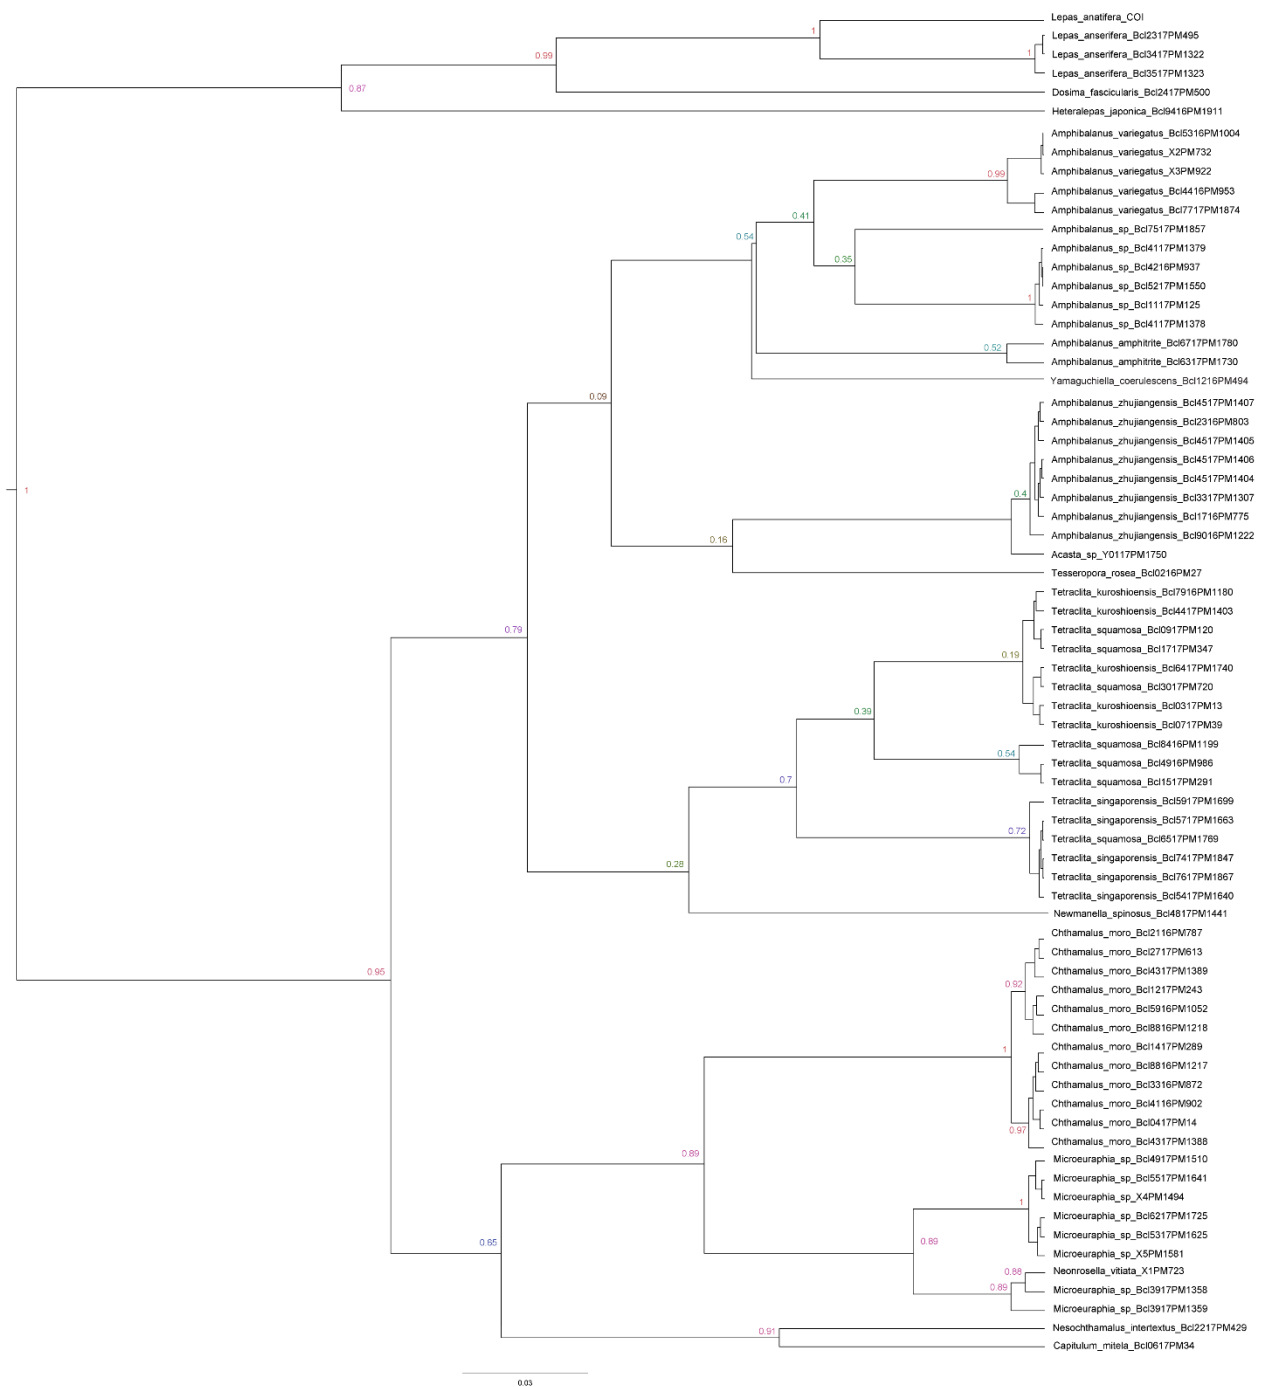 Lepas_anatifera_COI
1
Lepas_anserifera_Bcl2317PM495
1
Lepas_anserifera_Bcl3417PM1322
0.99
Lepas_anserifera_Bcl3517PM1323
0.87
Dosima_fascicularis_Bcl2417PM500
Heteralepas_japonica_Bcl9416PM1911
Amphibalanus_variegatus_Bcl5316PM1004
Amphibalanus_variegatus_X2PM732
0.99
Amphibalanus_variegatus_X3PM922
Amphibalanus_variegatus_Bcl4416PM953
Amphibalanus_variegatus_Bcl7717PM1874
0.41
Amphibalanus_sp_Bcl7517PM1857
0.54
Amphibalanus_sp_Bcl4117PM1379
0.35
Amphibalanus_sp_Bcl4216PM937
Amphibalanus_sp_Bcl5217PM1550
1
Amphibalanus_sp_Bcl1117PM125
Amphibalanus_sp_Bcl4117PM1378
0.52
Amphibalanus_amphitrite_Bcl6717PM1780
Amphibalanus_amphitrite_Bcl6317PM1730
Yamaguchiella_coerulescens_Bcl1216PM494
0.09
Amphibalanus_zhujiangensis_Bcl4517PM1407
Amphibalanus_zhujiangensis_Bcl2316PM803
Amphibalanus_zhujiangensis_Bcl4517PM1405
Amphibalanus_zhujiangensis_Bcl4517PM1406
Amphibalanus_zhujiangensis_Bcl4517PM1404
1
0.4
Amphibalanus_zhujiangensis_Bcl3317PM1307
Amphibalanus_zhujiangensis_Bcl1716PM775
0.16
Amphibalanus_zhujiangensis_Bcl9016PM1222
Acasta_sp_Y0117PM1750
Tesseropora_rosea_Bcl0216PM27
Tetraclita_kuroshioensis_Bcl7916PM1180
Tetraclita_kuroshioensis_Bcl4417PM1403
0.79
Tetraclita_squamosa_Bcl0917PM120
0.19
Tetraclita_squamosa_Bcl1717PM347
Tetraclita_kuroshioensis_Bcl6417PM1740
Tetraclita_squamosa_Bcl3017PM720
0.39
Tetraclita_kuroshioensis_Bcl0317PM13
Tetraclita_kuroshioensis_Bcl0717PM39
0.54
Tetraclita_squamosa_Bcl8416PM1199
Tetraclita_squamosa_Bcl4916PM986
0.7
Tetraclita_squamosa_Bcl1517PM291
Tetraclita_singaporensis_Bcl5917PM1699
Tetraclita_singaporensis_Bcl5717PM1663
0.72
Tetraclita_squamosa_Bcl6517PM1769
0.28
Tetraclita_singaporensis_Bcl7417PM1847
Tetraclita_singaporensis_Bcl7617PM1867
Tetraclita_singaporensis_Bcl5417PM1640
Newmanella_spinosus_Bcl4817PM1441
Chthamalus_moro_Bcl2116PM787
Chthamalus_moro_Bcl2717PM613
0.95
Chthamalus_moro_Bcl4317PM1389
0.92
Chthamalus_moro_Bcl1217PM243
Chthamalus_moro_Bcl5916PM1052
Chthamalus_moro_Bcl8816PM1218
1
Chthamalus_moro_Bcl1417PM289
Chthamalus_moro_Bcl8816PM1217
Chthamalus_moro_Bcl3316PM872
Chthamalus_moro_Bcl4116PM902
0.97
Chthamalus_moro_Bcl0417PM14
Chthamalus_moro_Bcl4317PM1388
0.89
Microeuraphia_sp_Bcl4917PM1510
Microeuraphia_sp_Bcl5517PM1641
1
Microeuraphia_sp_X4PM1494
Microeuraphia_sp_Bcl6217PM1725
0.65
0.89
Microeuraphia_sp_Bcl5317PM1625
Microeuraphia_sp_X5PM1581
0.88
Neonrosella_vitiata_X1PM723
0.89
Microeuraphia_sp_Bcl3917PM1358
Microeuraphia_sp_Bcl3917PM1359
0.91
Nesochthamalus_intertextus_Bcl2217PM429
Capitulum_mitela_Bcl0617PM34
0.03